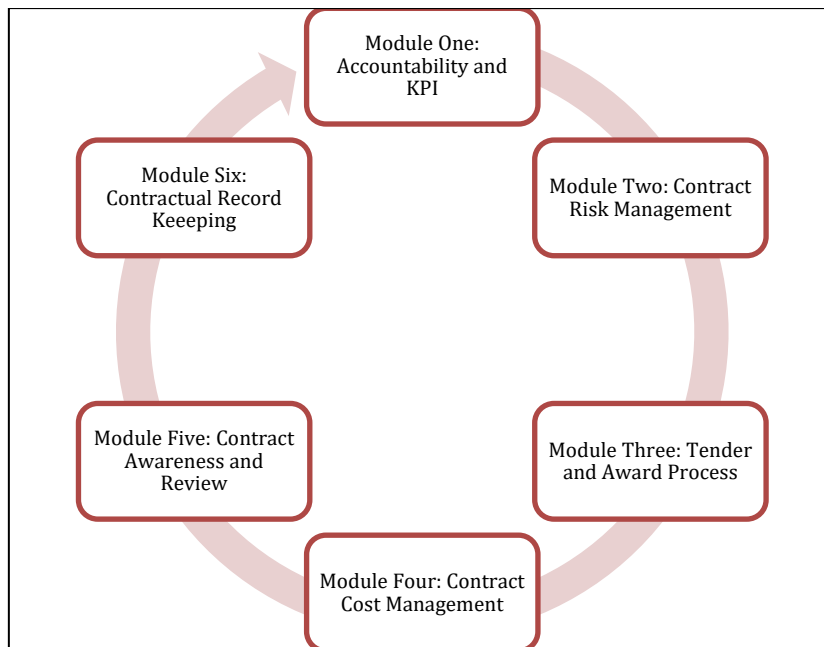 Module One:
Accountability and
KPI
Module Two: Contract
Risk Management
Module Three: Tender
and Award Process
Module Four: Contract
Cost Management
Module Five: Contract
Awareness and
Review
Module Six:
Contractual Record
Keeeping